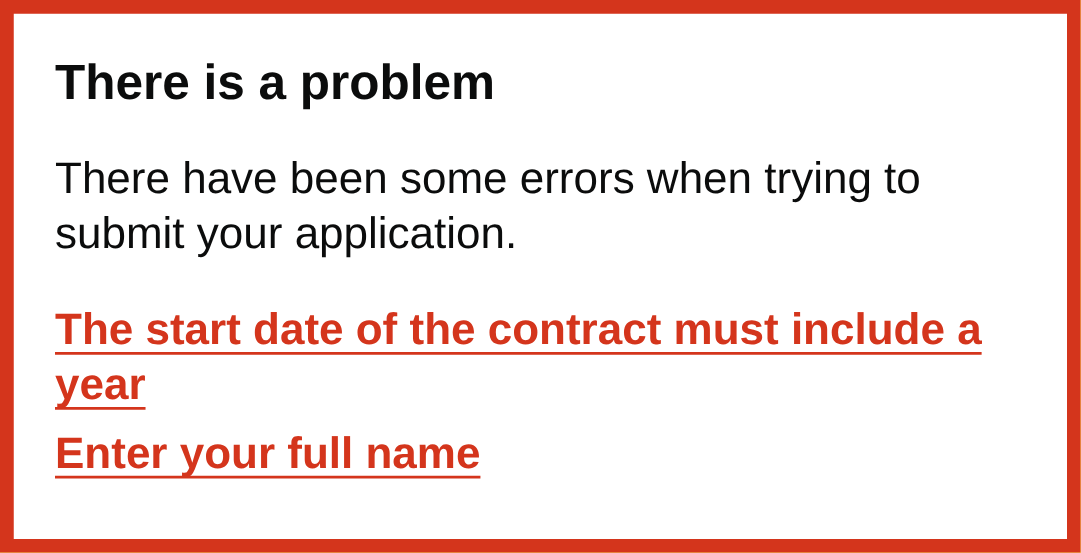 There is a problem
There have been some errors when trying to
submit your application.
The start date of the contract must include a
year
Enter your full name